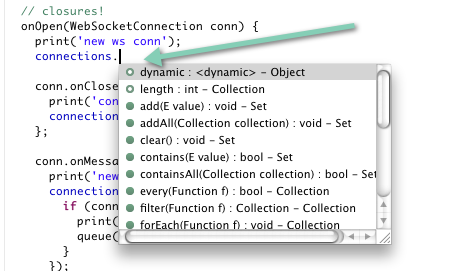 // closures!
onOpen(WebSocketConnection conn) {
print('new ws conn');
connections.
dynamic : <dynamic> – Object
length : int – Collection
conn.onClose
add(E value) : void – Set
print('con
addAll(Collection collection) : void – Set
connection
clear() : void – Set
};
contains(E value) : bool – Set
conn.onMessa
containsAll(Collection collection) : bool – Set
print('new
every(Function f) : bool – Collection
connection
filter(Function f) : Collection – Collection
if (conn
forEach(Function f) : void – Collection
print(
queue(
}
});